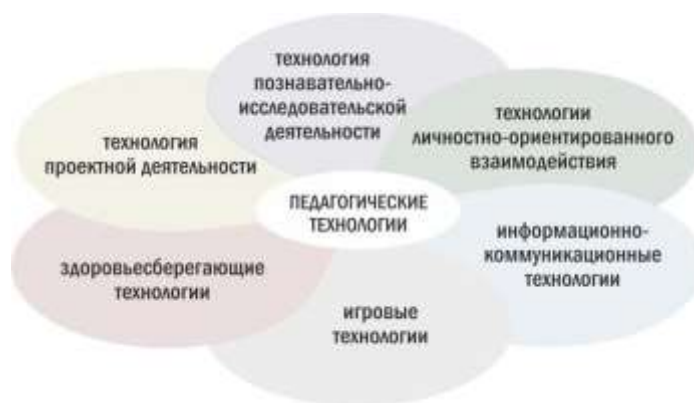 технология
познавательно-
исследовательской
деятельности
технологии
личностно-ориентированного
взаимодействия
технология
проектной деятельности
ПЕДАГОГИЧЕСКИЕ
ТЕХНОЛОГИИ
информационно-
коммуникационные
технологии
здоровьесберегающие
технологии
игровые
технологии